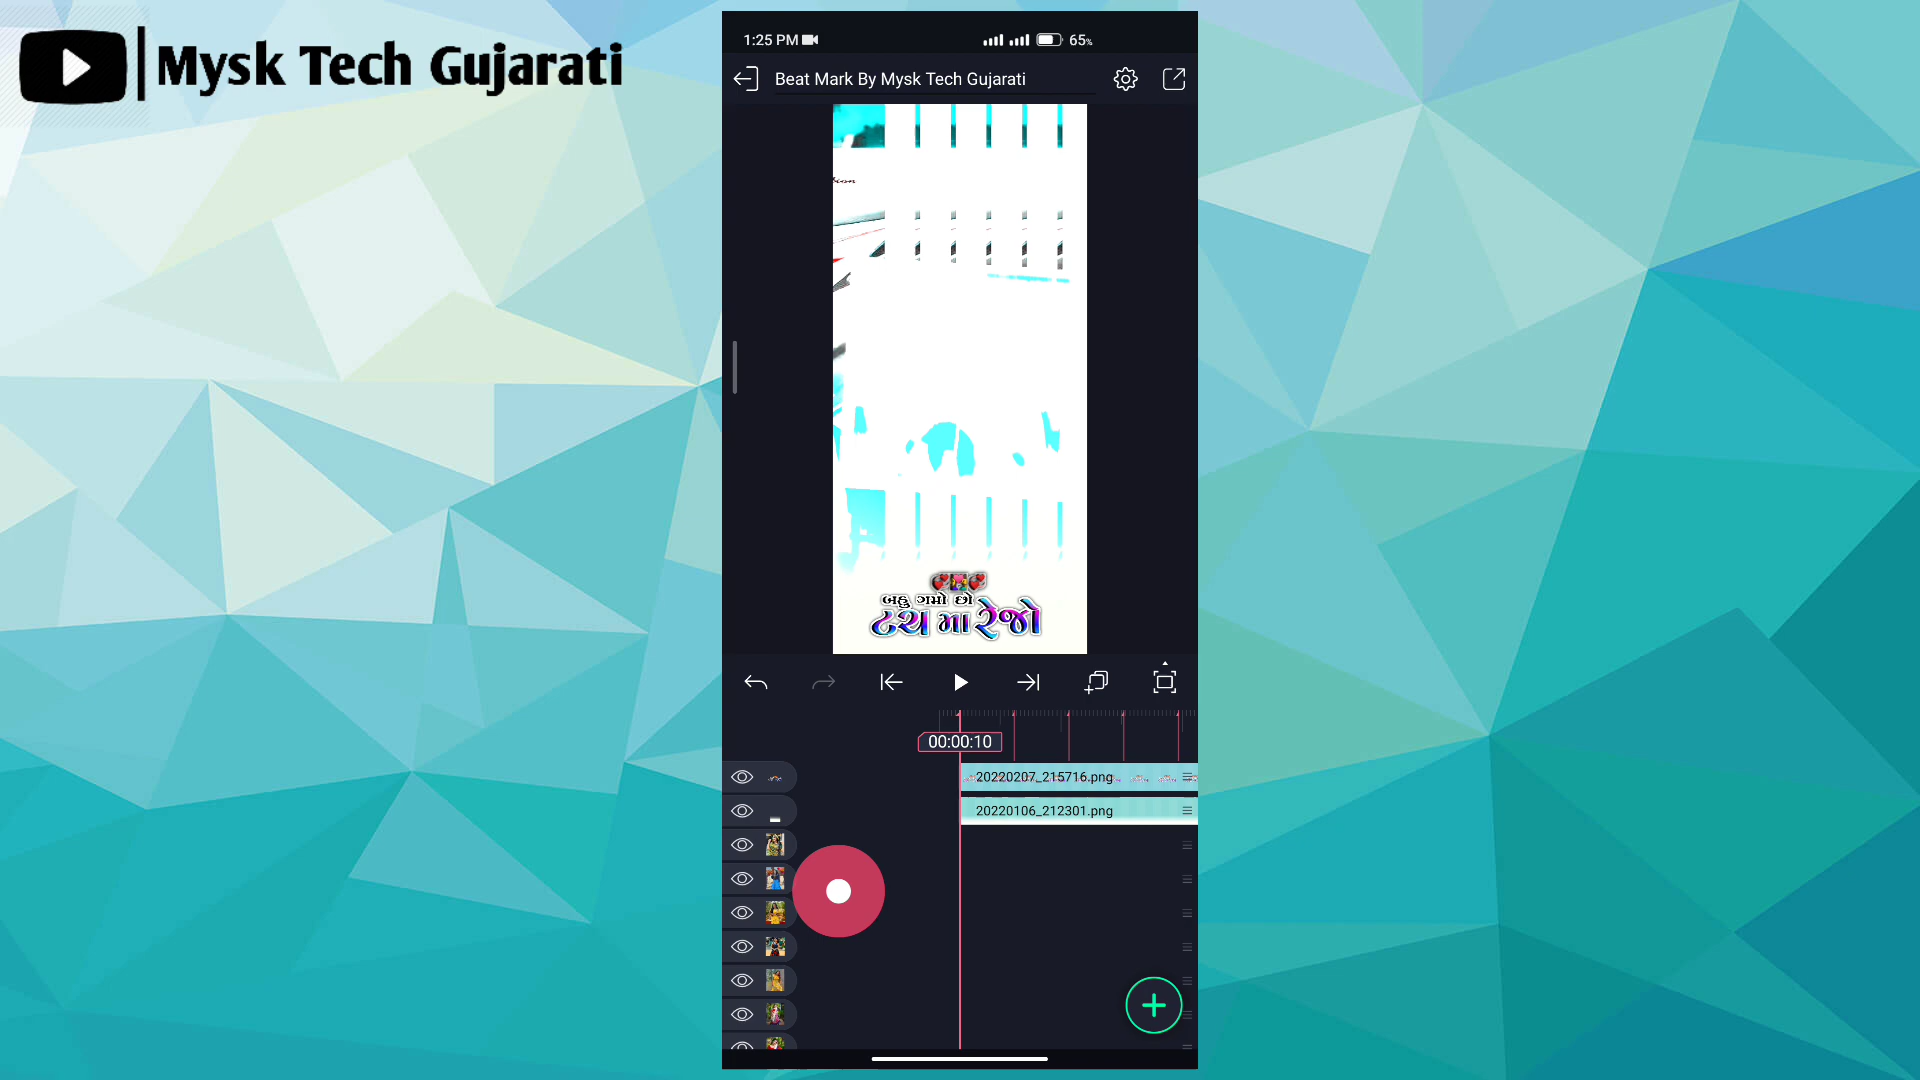 Mysk Tech Gujarati
1:25 PM
65%
Beat Mark By Mysk Tech Gujarati
બહુ ગમો છો
ટચ મા રેજો
00:00:10
20220207_215716.png
20220106_212301.png